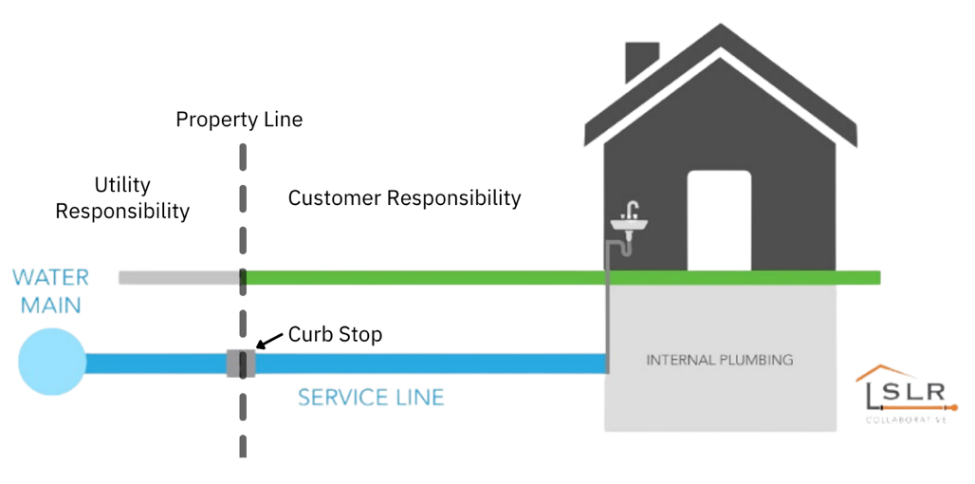 Property Line
Utility
Responsibility
Customer Responsibility
WATER
MAIN
Curb Stop
SERVICE LINE
INTERNAL PLUMBING
SLR
COLLABORATIVE